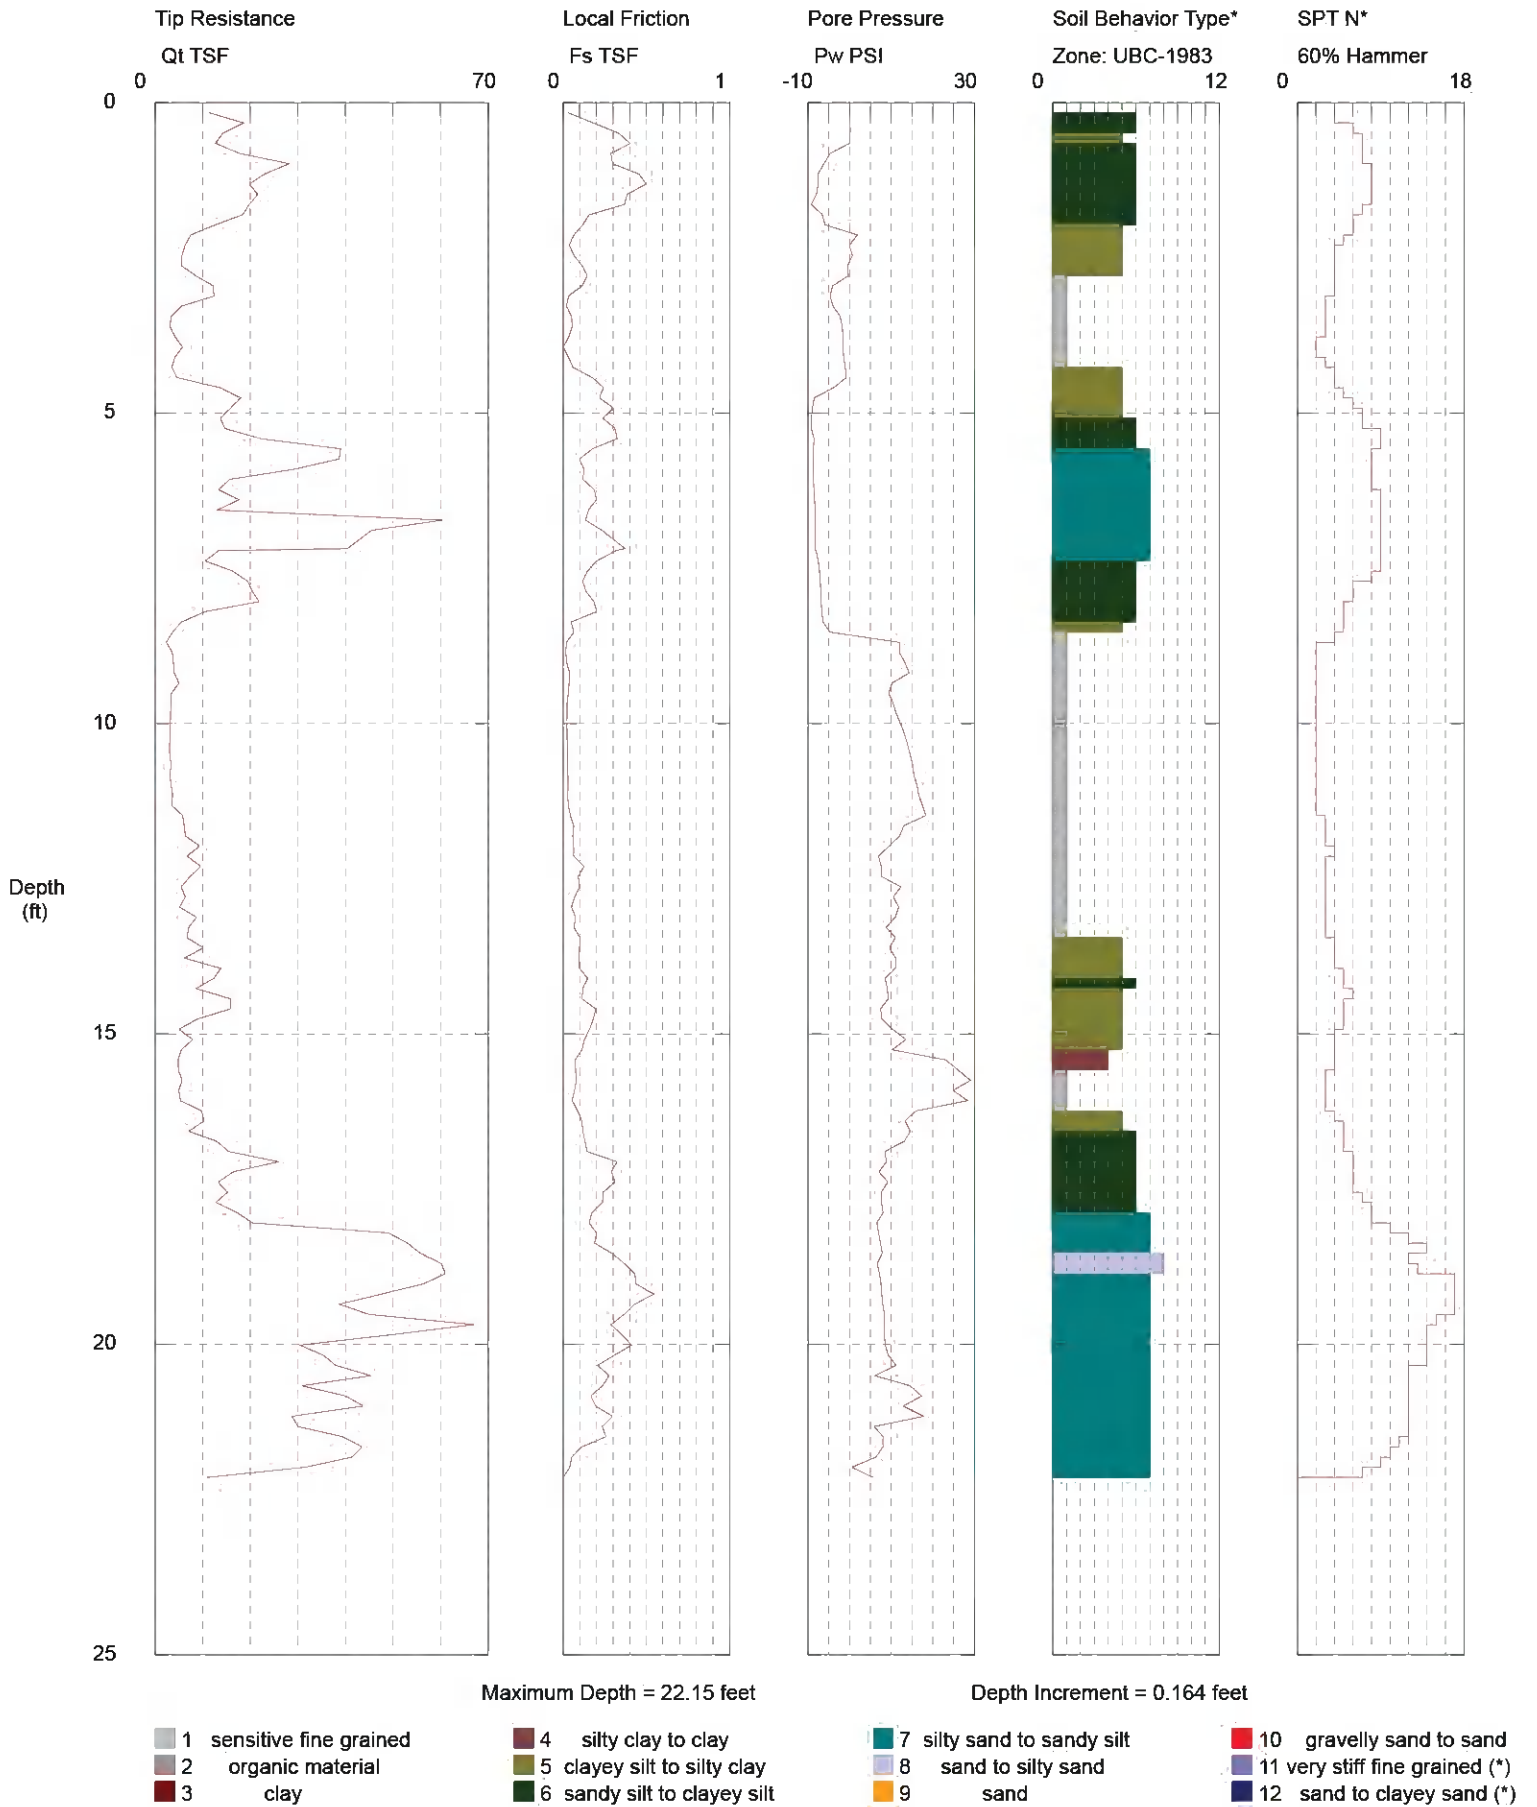 Tip Resistance Local Friction Pore Pressure Soil Behavior Type* SPT N*
Qt TSF Fs TSF Pw PSI Zone: UBC-1983 60% Hammer
0 70 0 1 -10 30 0 12 0 18
0
5
10
Depth
(ft)
15
20
25
Maximum Depth = 22.15 feet Depth Increment = 0.164 feet
1 sensitive fine grained 4 silty clay to clay 7 silty sand to sandy silt 10 gravelly sand to sand
2 organic material 5 clayey silt to silty clay 8 sand to silty sand 11 very stiff fine grained (*)
3 clay 6 sandy silt to clayey silt 9 sand 12 sand to clayey sand (*)